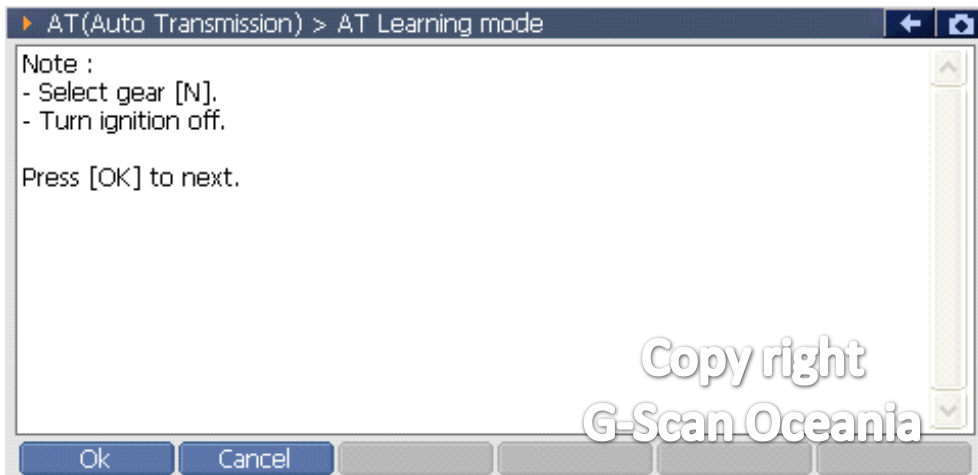 AT(Auto Transmission) > AT Learning mode
Note :
- Select gear [N].
- Turn ignition off.
Press [OK] to next.
Copy right
G-Scan Oceania
Ok
Cancel